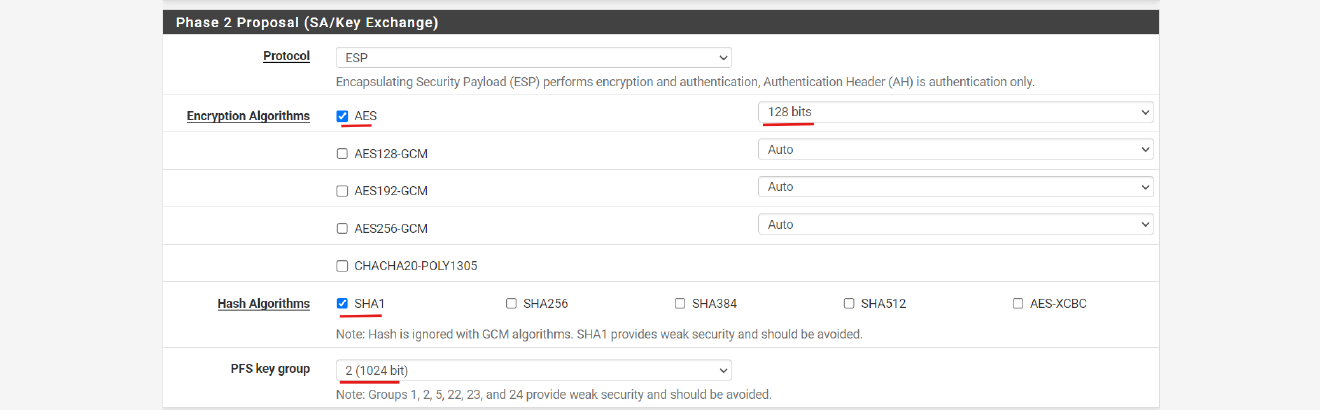 Phase 2 Proposal (SA/Key Exchange)
Protocol ESP
Encapsulating Security Payload (ESP) performs encryption and authentication, Authentication Header (AH) is authentication only.
Encryption Algorithms AES 128 bits
AES128-GCM Auto
AES192-GCM Auto
AES256-GCM Auto
CHACHA20-POLY1305
Hash Algorithms SHA1 SHA256 SHA384 SHA512 AES-XCBC
Note: Hash is ignored with GCM algorithms. SHA1 provides weak security and should be avoided.
PFS key group 2 (1024 bit)
Note: Groups 1, 2, 5, 22, 23, and 24 provide weak security and should be avoided.